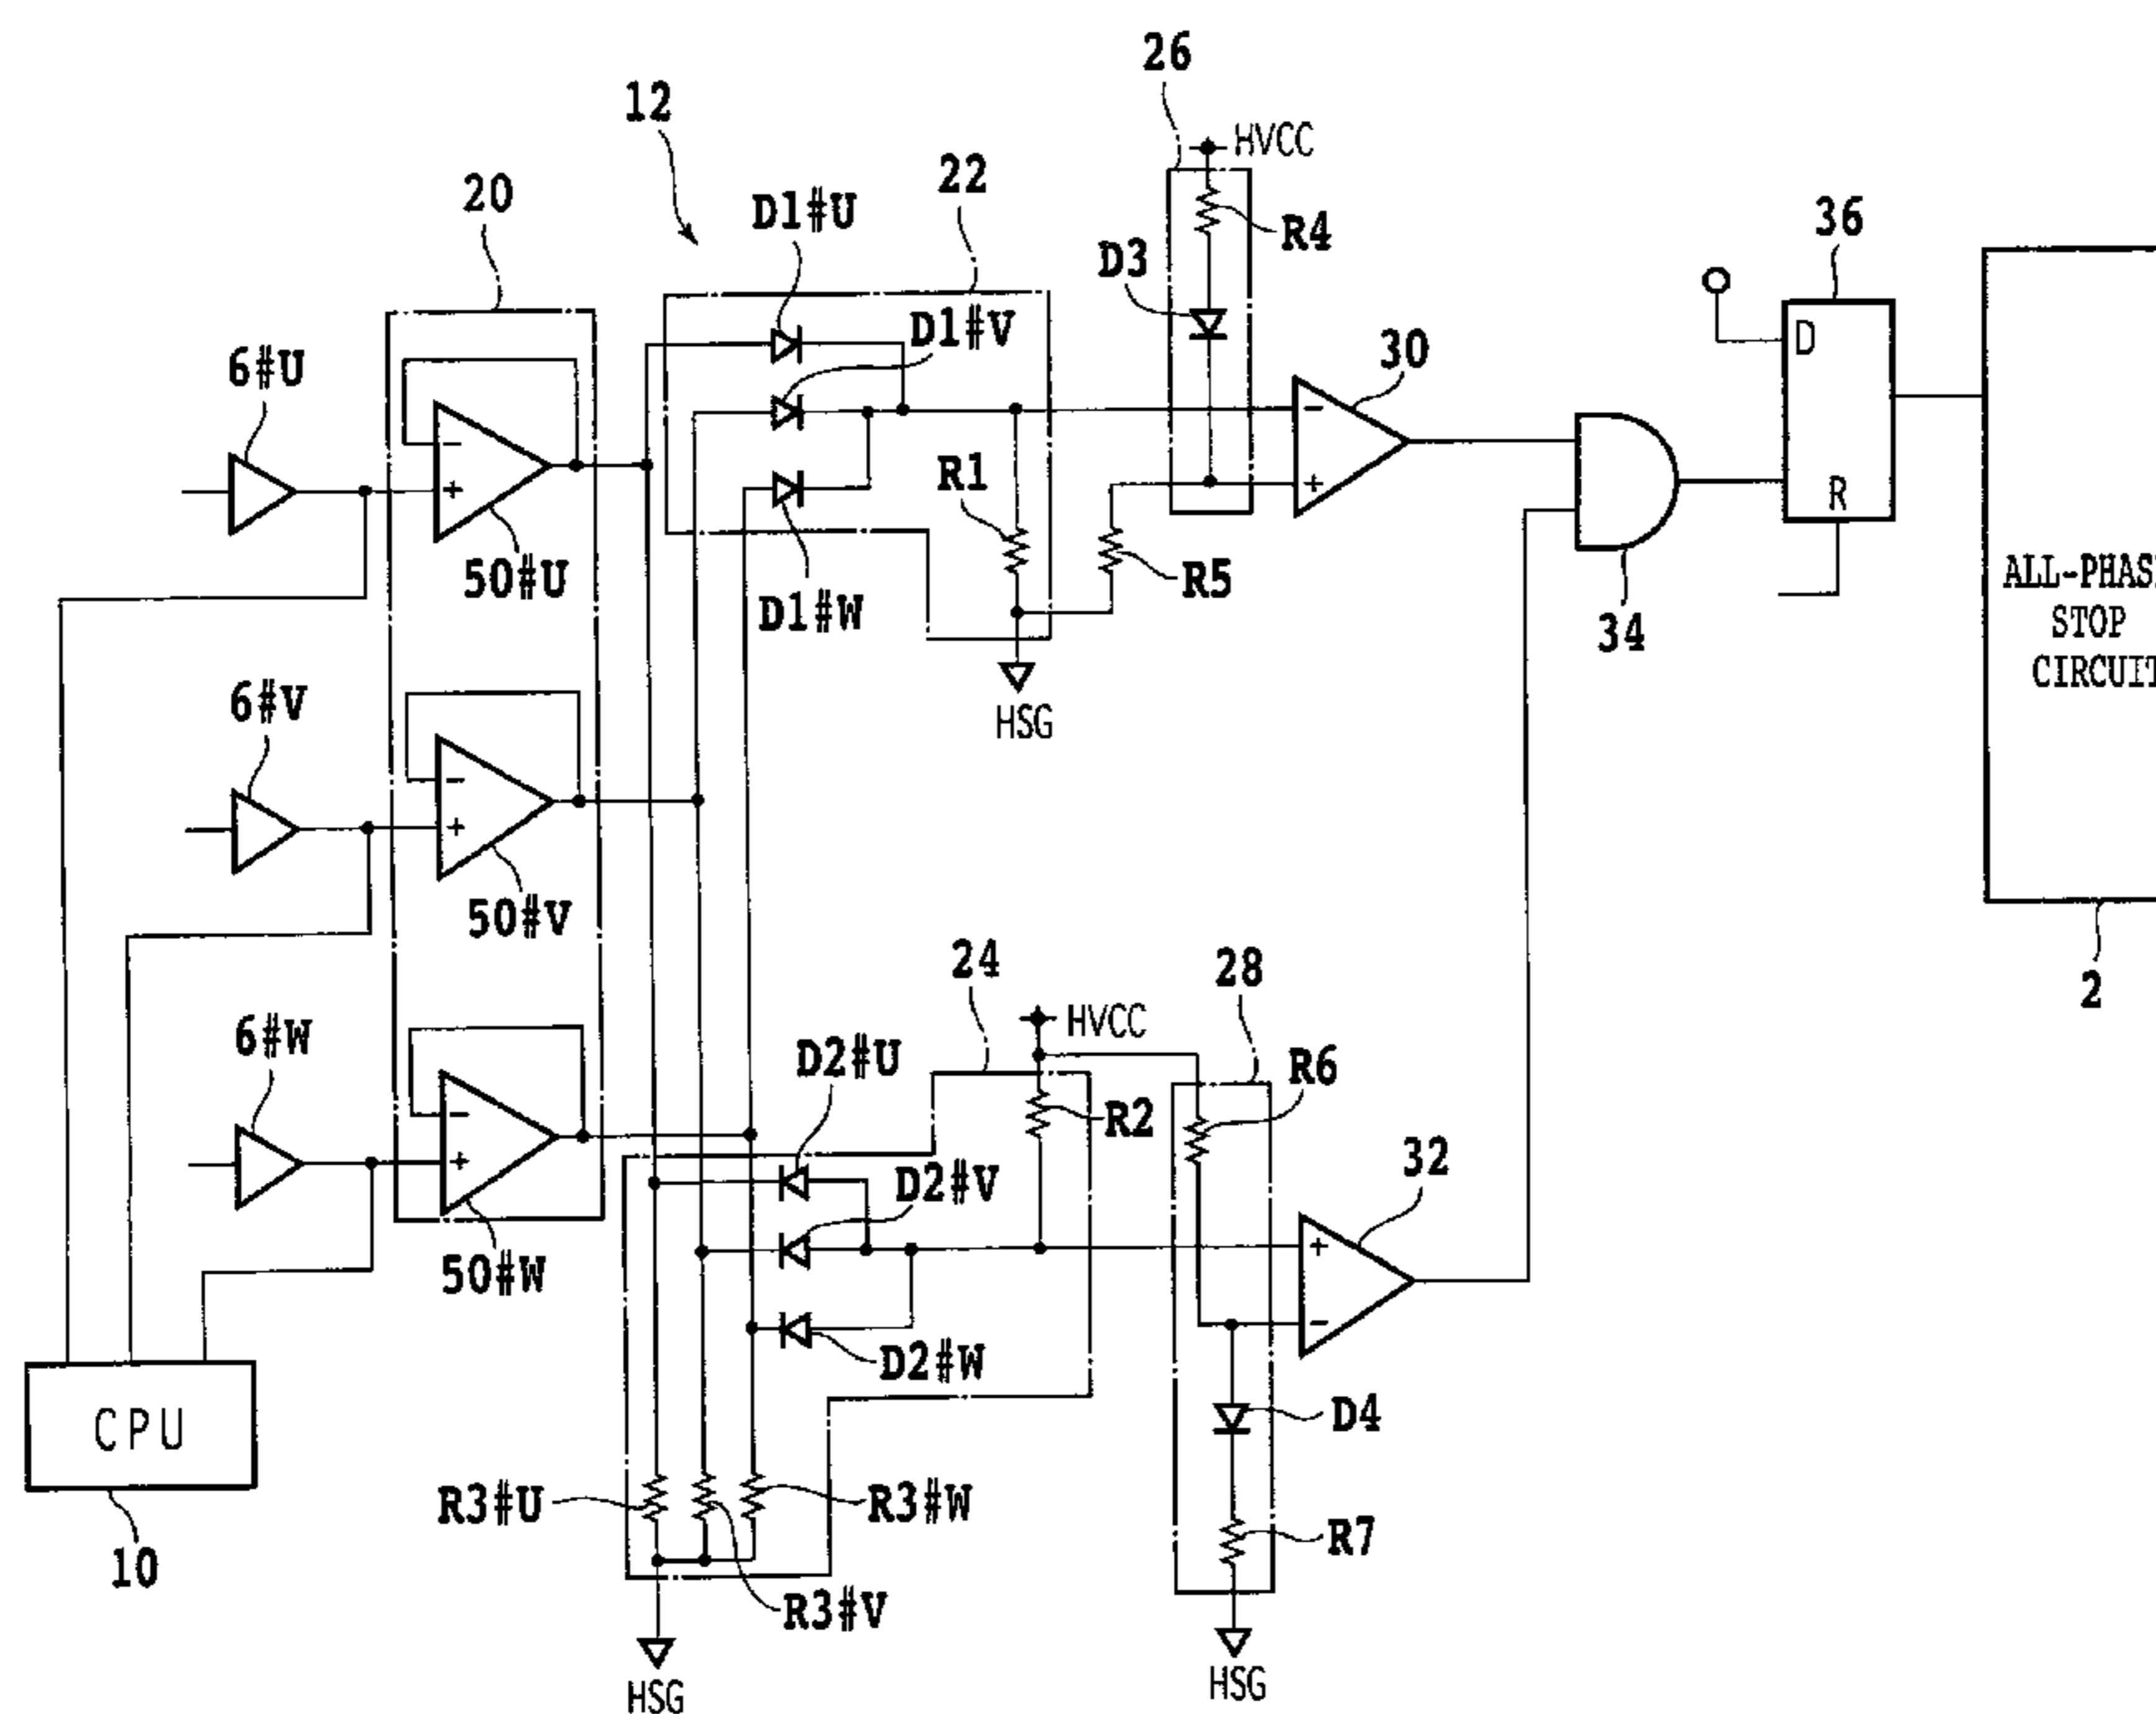 26
12
HVCC
20
D1#U
22
R4
36
D3
D1#V
D
6#U
30
R
R1
ALL-PHAS
50#U
R5
STOP
D1#W
34
CIRCUIT
6#V
HSG
50#V
24
28
2
6#W
HVCC
D2#U
R6
R2
32
D2#V
50#W
D2#W
D4
CPU
R3#U
R3#W
R7
10
R3#V
HSG
HSG
- + - + - + - + + -